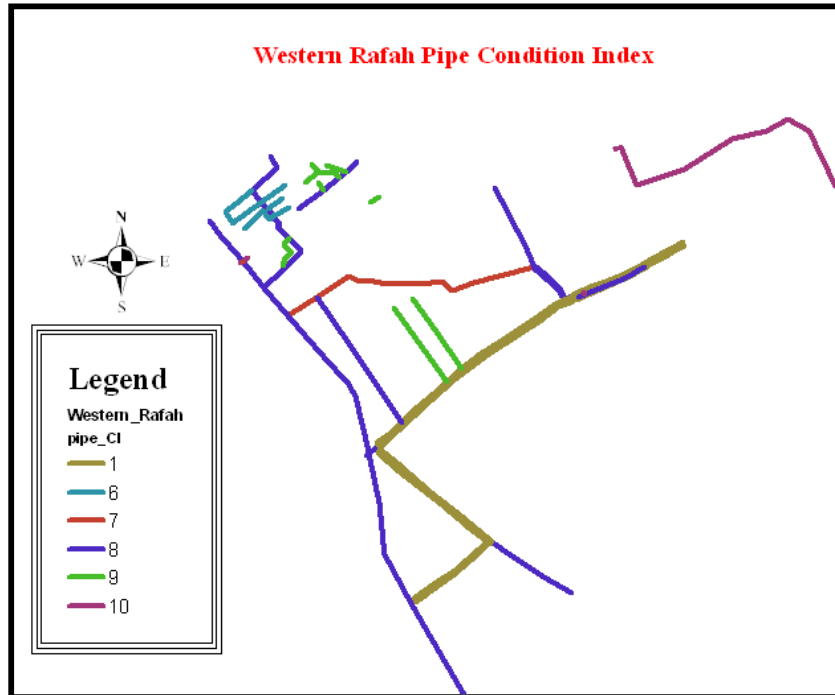 Western Rafah Pipe Condition Index
N
W E
S
Legend
Western_Rafah
pipe_CI
1
6
7
8
9
10